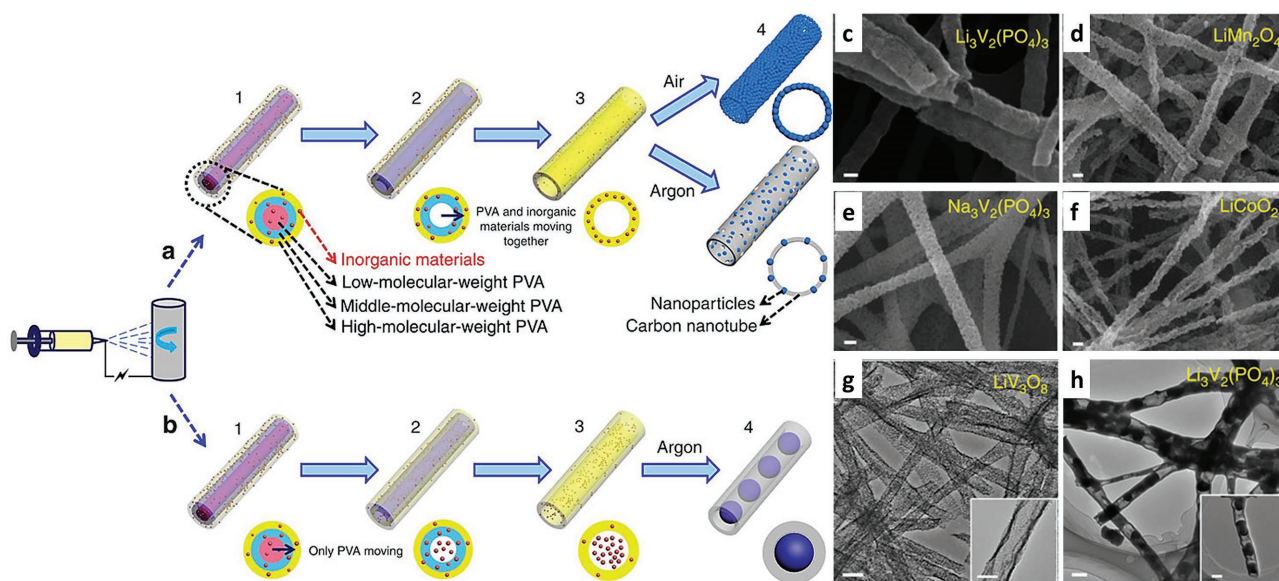 a
1
2
3
4
Air
Argon
PVA and inorganic
materials moving
together
Inorganic materials
Low-molecular-weight PVA
Middle-molecular-weight PVA
High-molecular-weight PVA
Nanoparticles
Carbon nanotube
b
1
2
3
4
Argon
Only PVA moving
c
Li₃V₂(PO₄)₃
d
LiMn₂O₄
e
Na₃V₂(PO₄)₃
f
LiCoO₂
g
LiV₃O₈
h
Li₃V₂(PO₄)₃